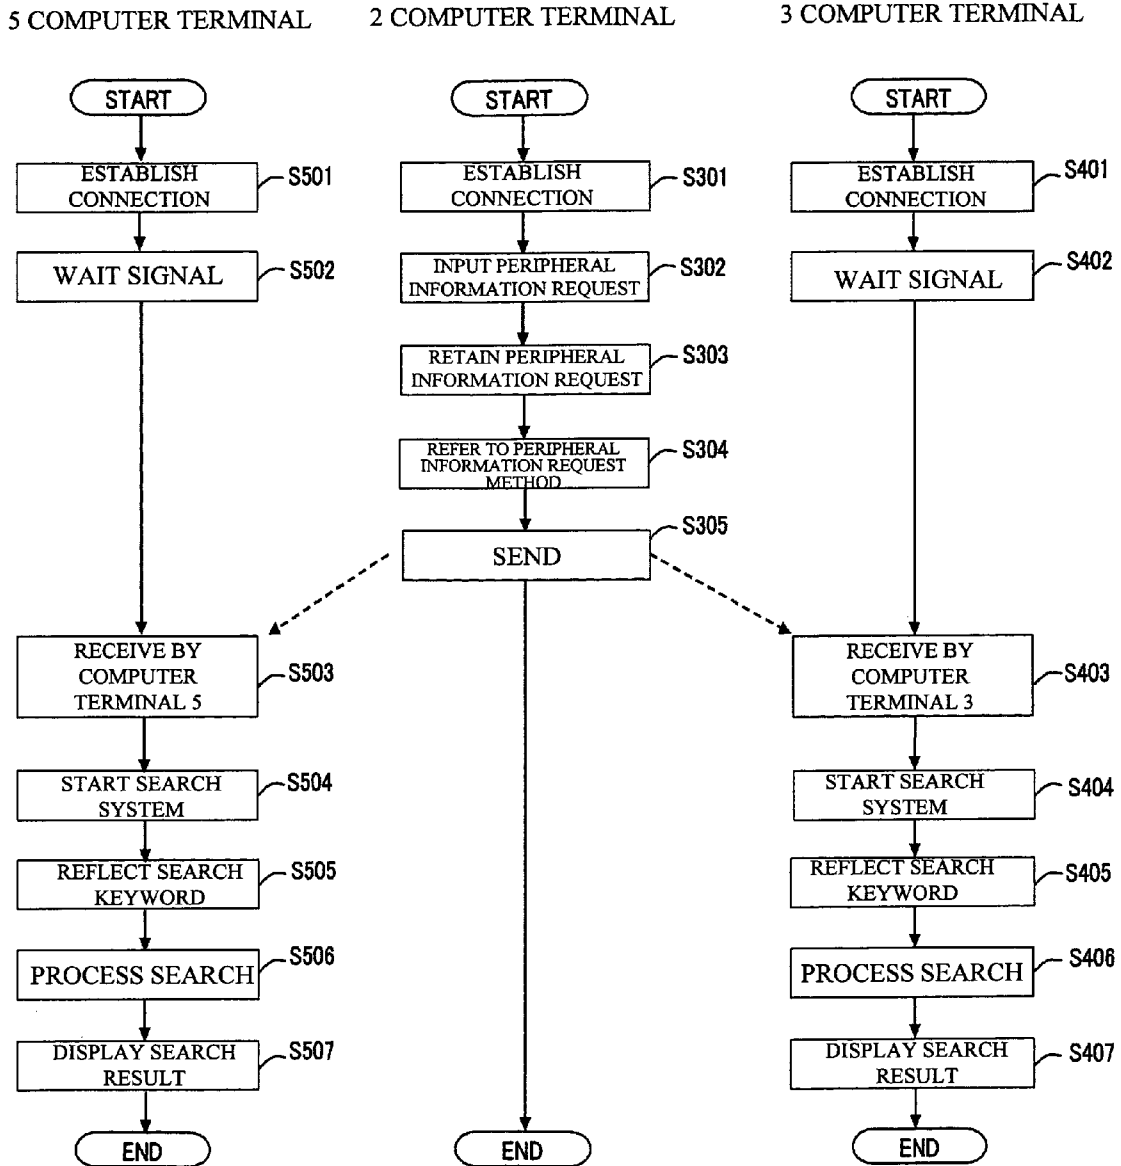 5 COMPUTER TERMINAL
2 COMPUTER TERMINAL
3 COMPUTER TERMINAL
START
ESTABLISH
CONNECTION
S501
WAIT SIGNAL
S502
RECEIVE BY
COMPUTER
TERMINAL 5
S503
START SEARCH
SYSTEM
S504
REFLECT SEARCH
KEYWORD
S505
PROCESS SEARCH
S506
DISPLAY SEARCH
RESULT
S507
END
START
ESTABLISH
CONNECTION
S301
INPUT PERIPHERAL
INFORMATION REQUEST
S302
RETAIN PERIPHERAL
INFORMATION REQUEST
S303
REFER TO PERIPHERAL
INFORMATION REQUEST
METHOD
S304
SEND
S305
END
START
ESTABLISH
CONNECTION
S401
WAIT SIGNAL
S402
RECEIVE BY
COMPUTER
TERMINAL 3
S403
START SEARCH
SYSTEM
S404
REFLECT SEARCH
KEYWORD
S405
PROCESS SEARCH
S406
DISPLAY SEARCH
RESULT
S407
END